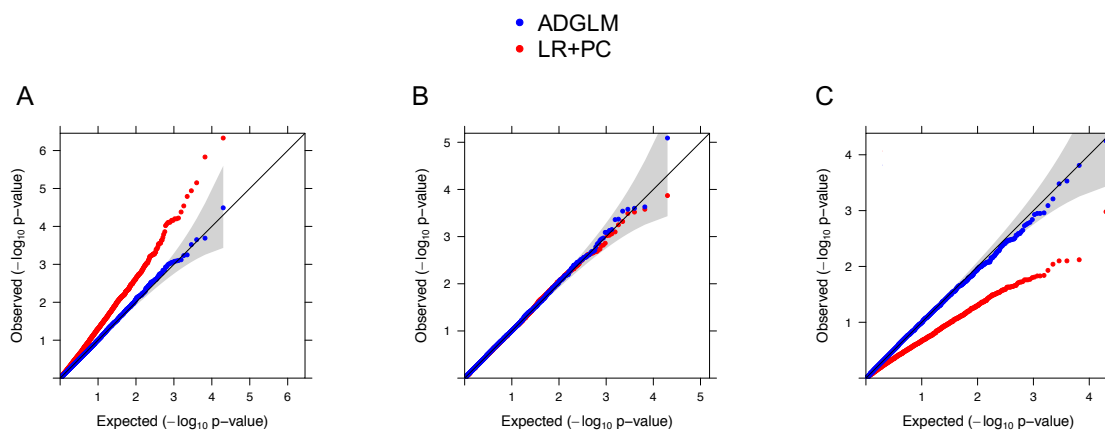 ADGLM
LR+PC
A
B
C
Observed (−log10 p−value)
6
5
4
3
2
1
1 2 3 4 5 6
Expected (−log10 p−value)
Observed (−log10 p−value)
5
4
3
2
1
1 2 3 4 5
Expected (−log10 p−value)
Observed (−log10 p−value)
4
3
2
1
1 2 3 4
Expected (−log10 p−value)